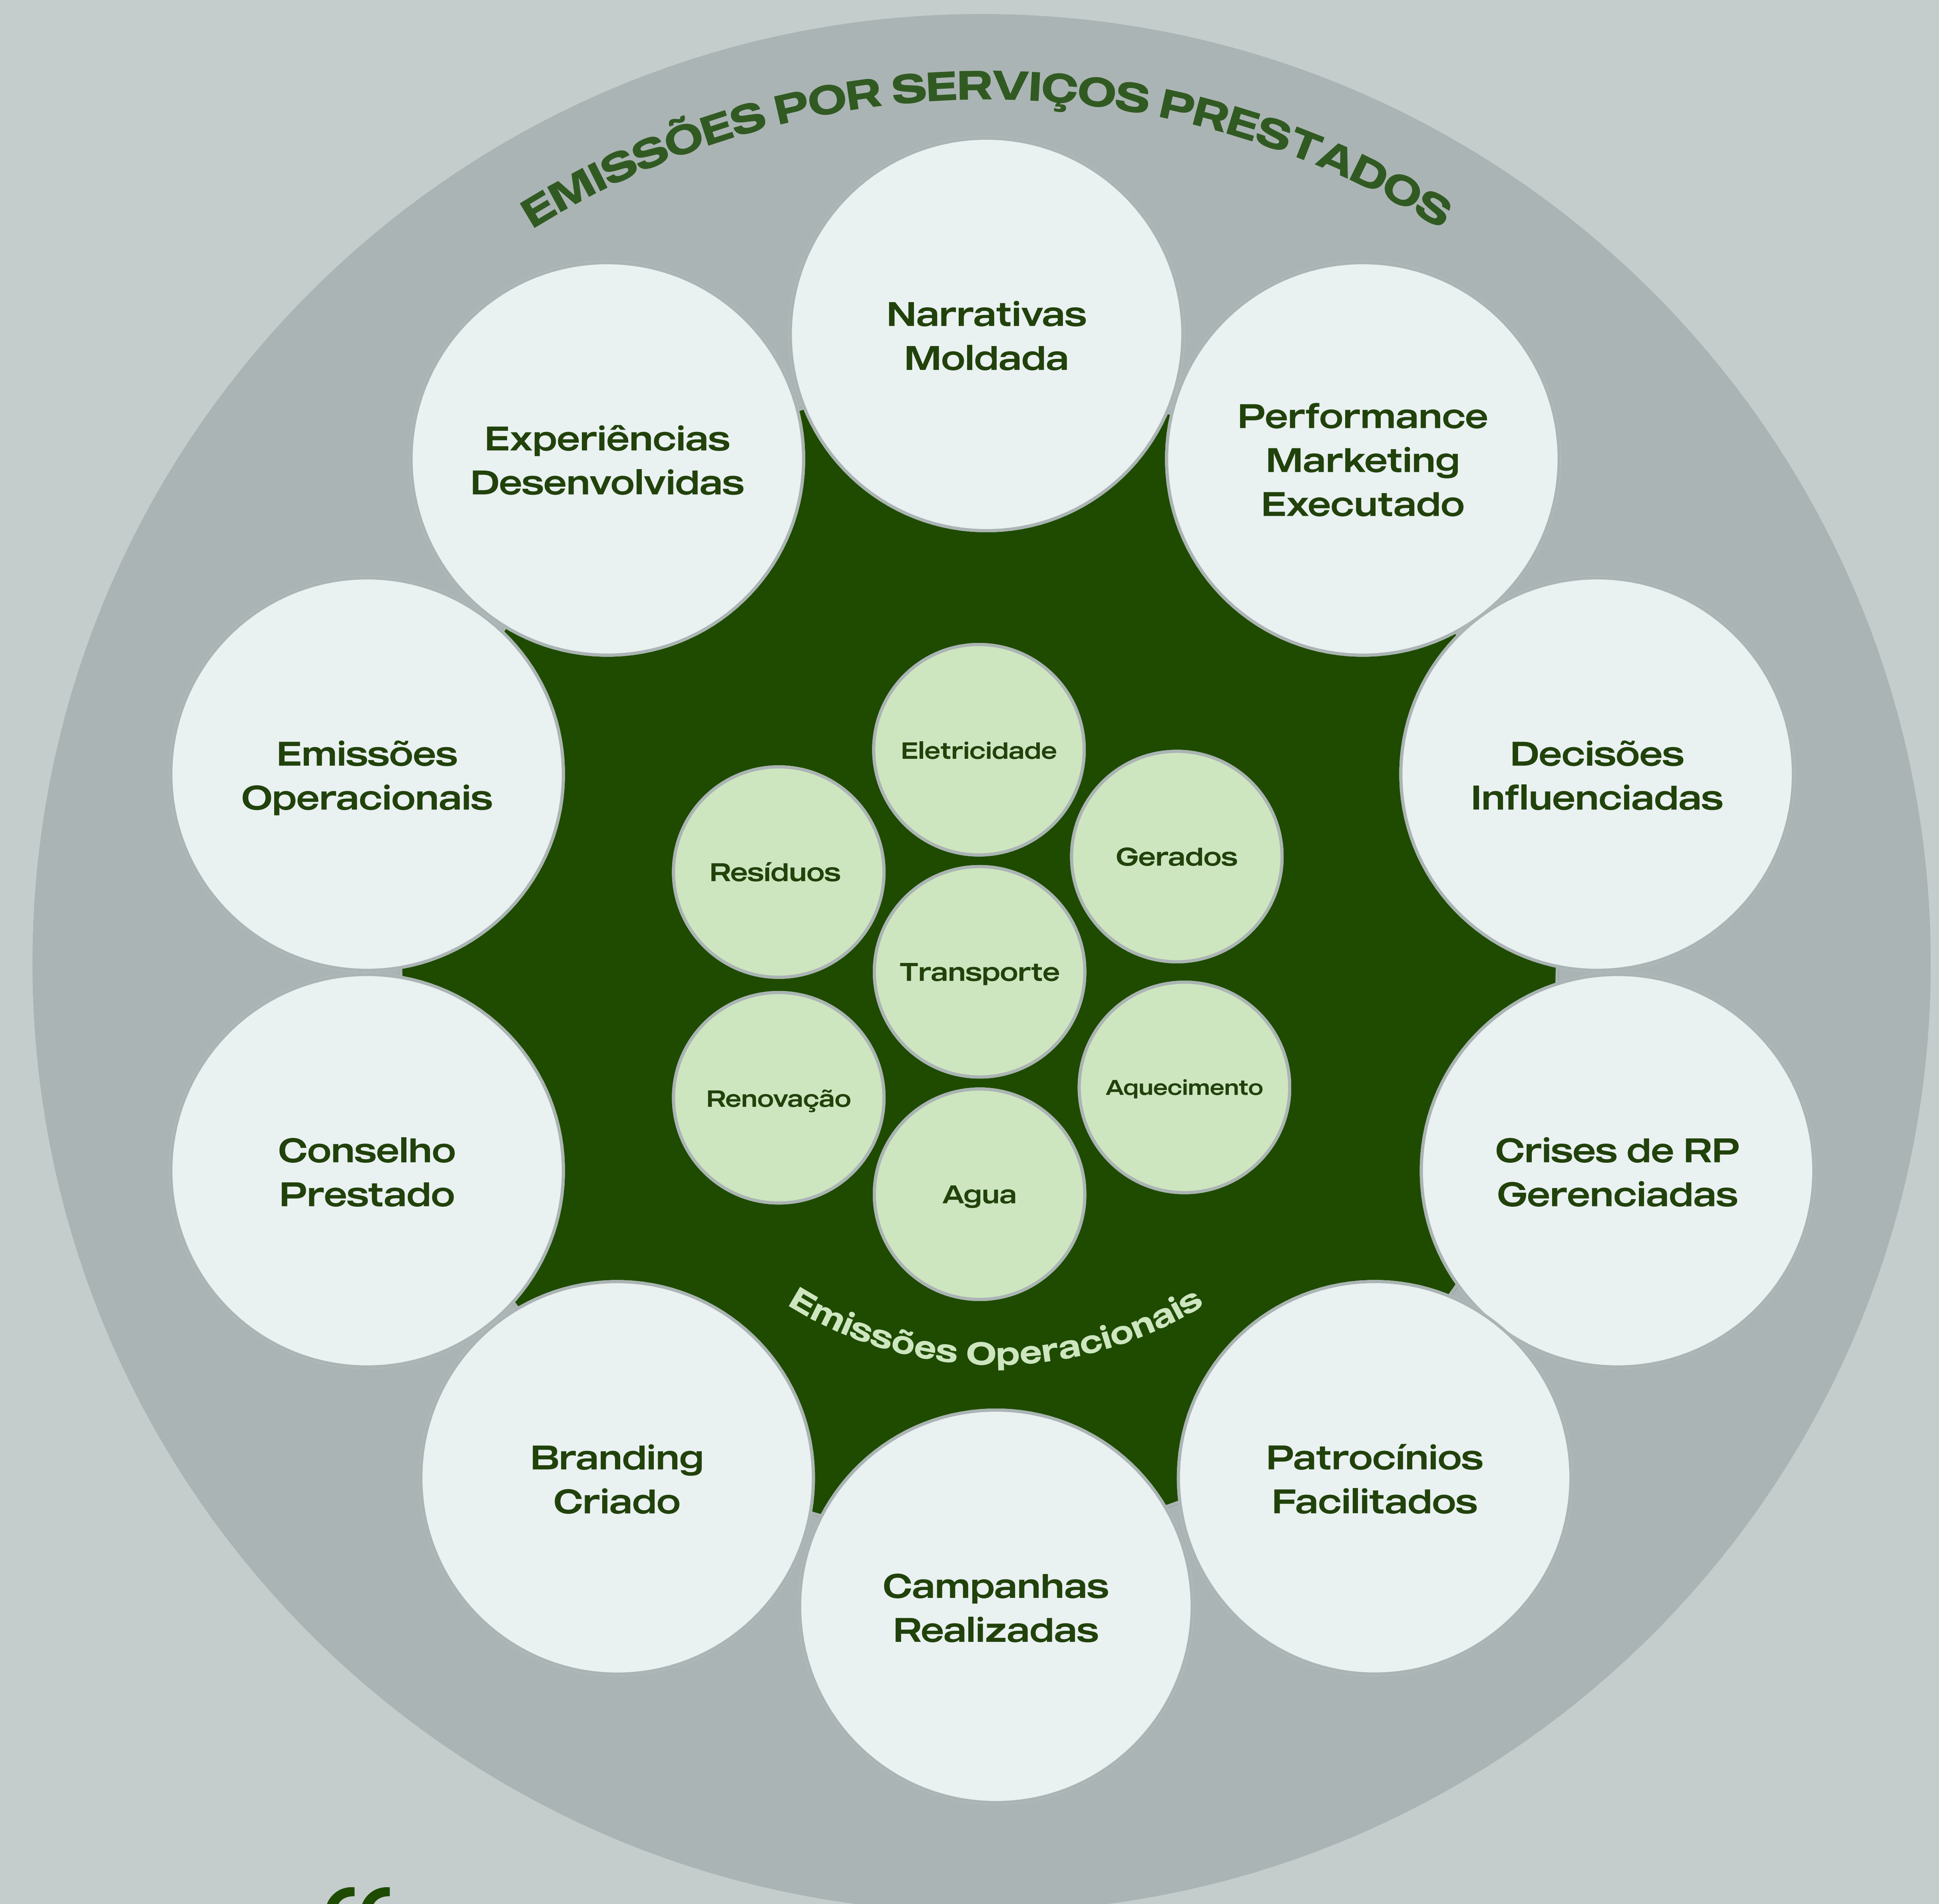 EMISSÕES POR SERVIÇOS PRESTADOS
Narrativas
Moldada
Performance
Marketing
Executado
Decisões
Influenciadas
Crises de RP
Gerenciadas
Patrocínios
Facilitados
Campanhas
Realizadas
Branding
Criado
Conselho
Prestado
Emissões
Operacionais
Experiências
Desenvolvidas
Eletricidade
Gerados
Resíduos
Transporte
Aquecimento
Renovação
Agua
Emissões Operacionais